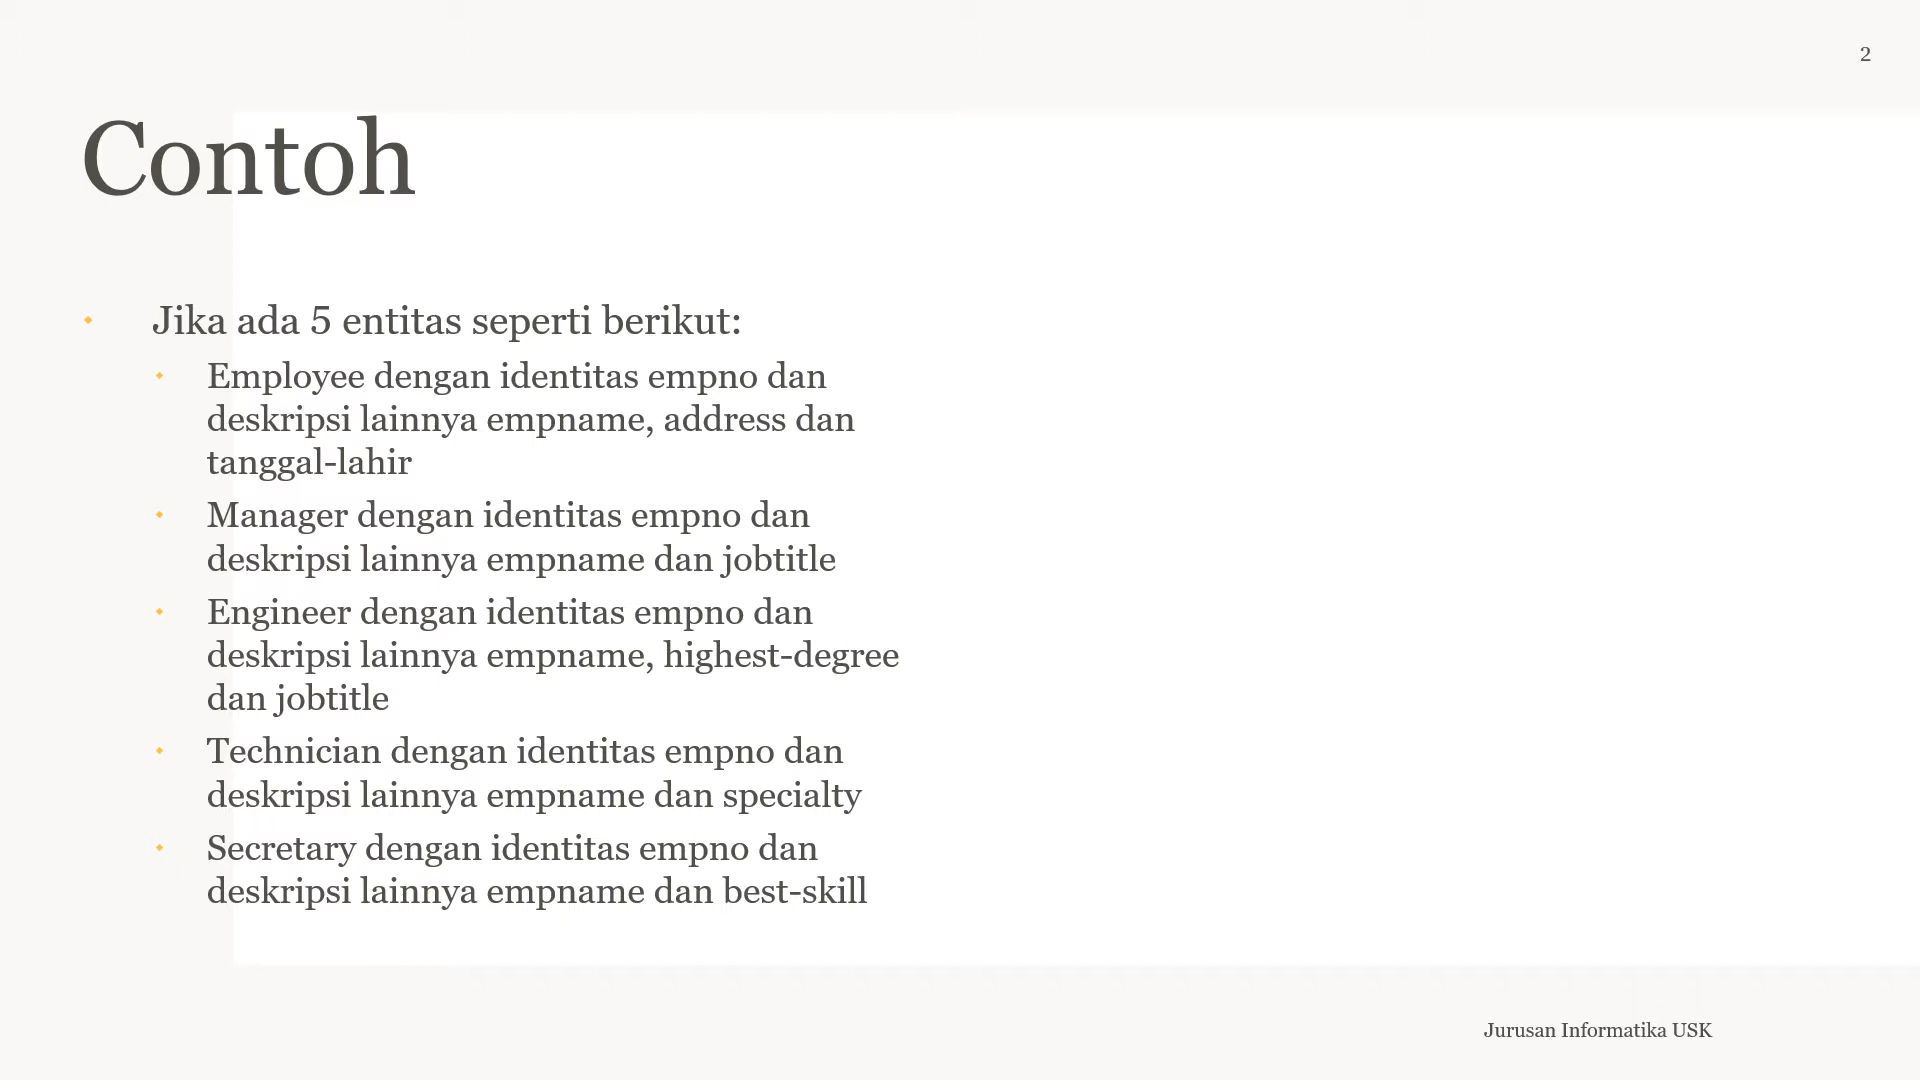 2
Contoh
Jika ada 5 entitas seperti berikut:
Employee dengan identitas empno dan
deskripsi lainnya empname, address dan
tanggal-lahir
Manager dengan identitas empno dan
deskripsi lainnya empname dan jobtitle
Engineer dengan identitas empno dan
deskripsi lainnya empname, highest-degree
dan jobtitle
Technician dengan identitas empno dan
deskripsi lainnya empname dan specialty
Secretary dengan identitas empno dan
deskripsi lainnya empname dan best-skill
Jurusan Informatika USK